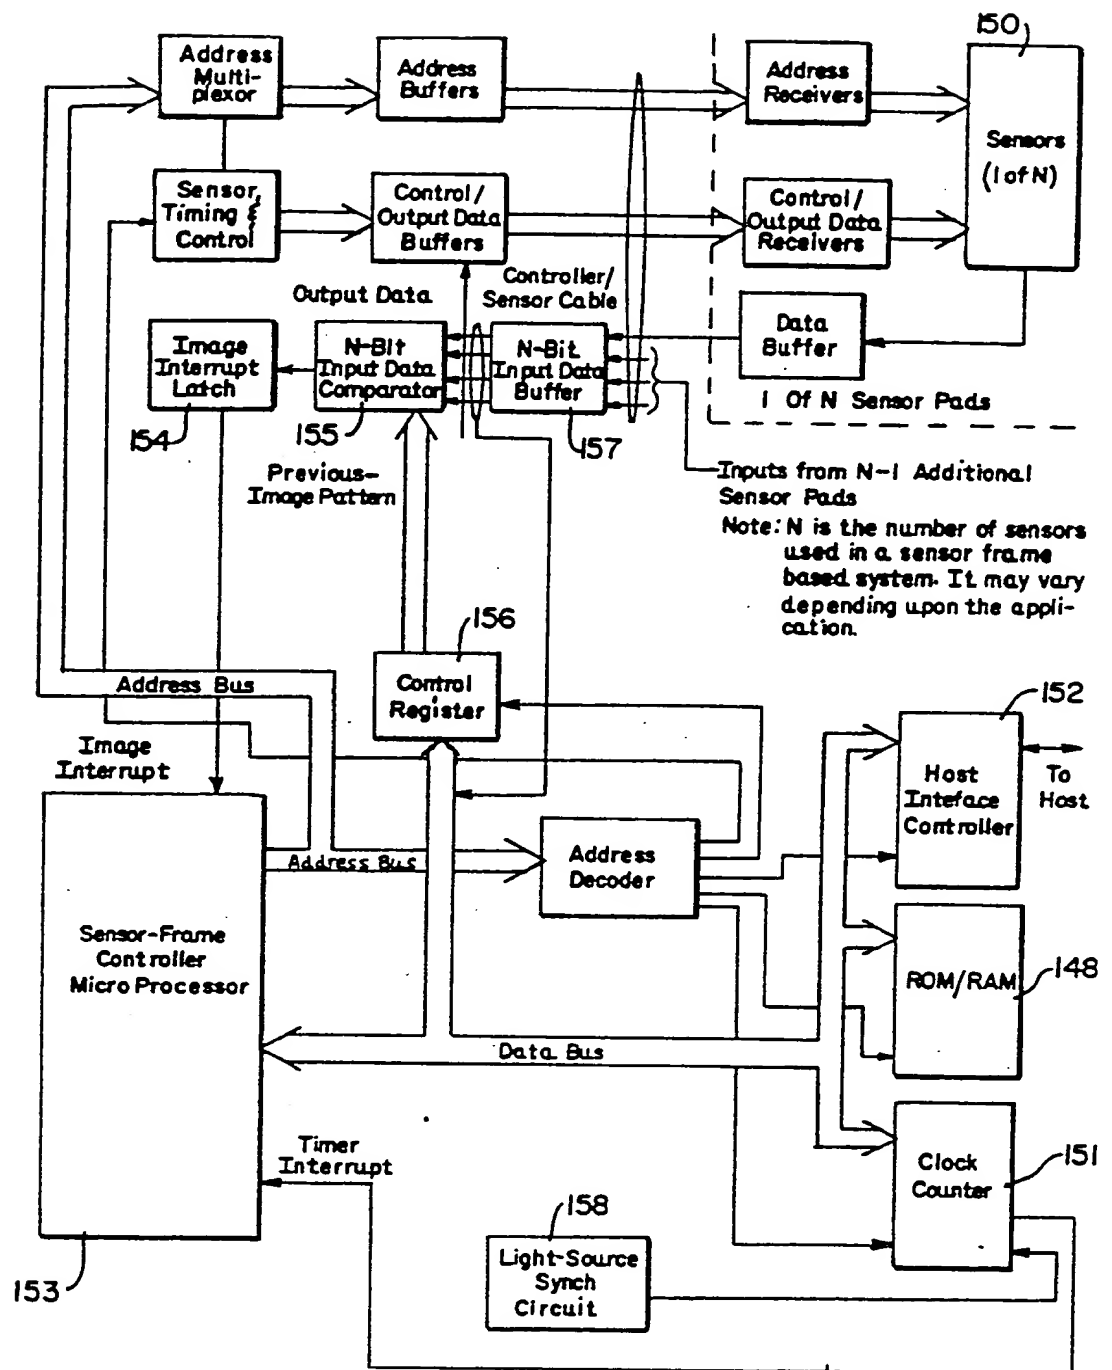 150
Address
Multi-
plexor
Address
Buffers
Address
Receivers
Sensors
(1 of N)
Sensor,
Timing &
Control
Control/
Output Data
Buffers
Control/
Output Data
Receivers
Output Data
Controller/
Sensor Cable
Image
Interrupt
Latch
N-Bit
Input Data
Comparator
N-Bit
Input Data
Buffer
Data
Buffer
1 Of N Sensor Pads
154
155
157
Previous-
Image Pattern
Inputs from N-1 Additional
Sensor Pads
Note: N is the number of sensors
used in a sensor frame
based system. It may vary
depending upon the appli-
cation.
156
Control
Register
Address Bus
152
Image
Interrupt
Host
Inteface
Controller
To
Host
Address Bus
Address
Decoder
Sensor-Frame
Controller
Micro Processor
ROM/RAM
148
Data Bus
Timer
Interrupt
Clock
Counter
151
158
Light-Source
Synch
Circuit
153